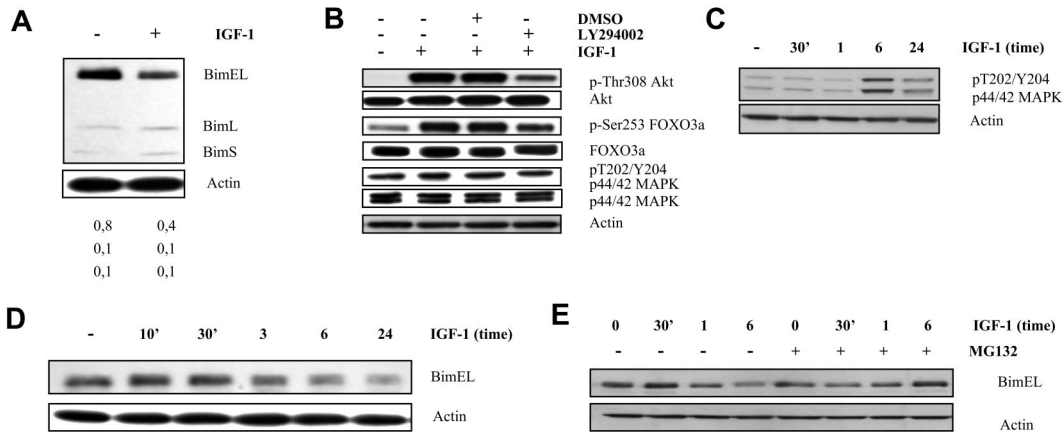 A
- + IGF-1
BimEL
BimL
BimS
Actin
0,8 0,4
0,1 0,1
0,1 0,1
B
- - + - DMSO
- - - + LY294002
- + + + IGF-1
p-Thr308 Akt
Akt
p-Ser253 FOXO3a
FOXO3a
pT202/Y204
p44/42 MAPK
p44/42 MAPK
Actin
C
- 30’ 1 6 24 IGF-1 (time)
pT202/Y204
p44/42 MAPK
Actin
D
- 10’ 30’ 3 6 24 IGF-1 (time)
BimEL
Actin
E
0 30’ 1 6 0 30’ 1 6 IGF-1 (time)
- - - - + + + + MG132
BimEL
Actin